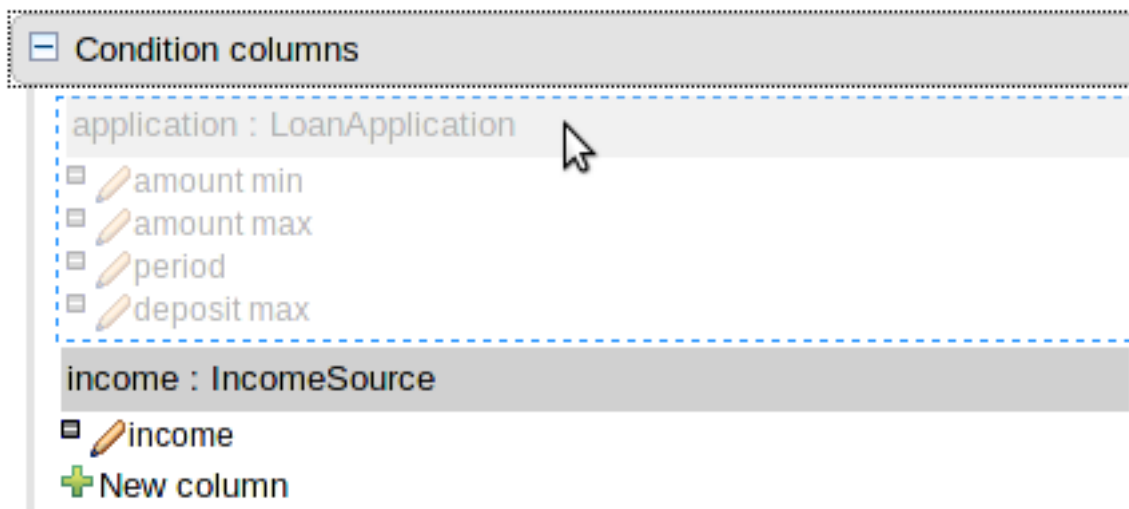 Condition columns
application : LoanApplication
amount min
amount max
period
deposit max
income : IncomeSource
income
New column